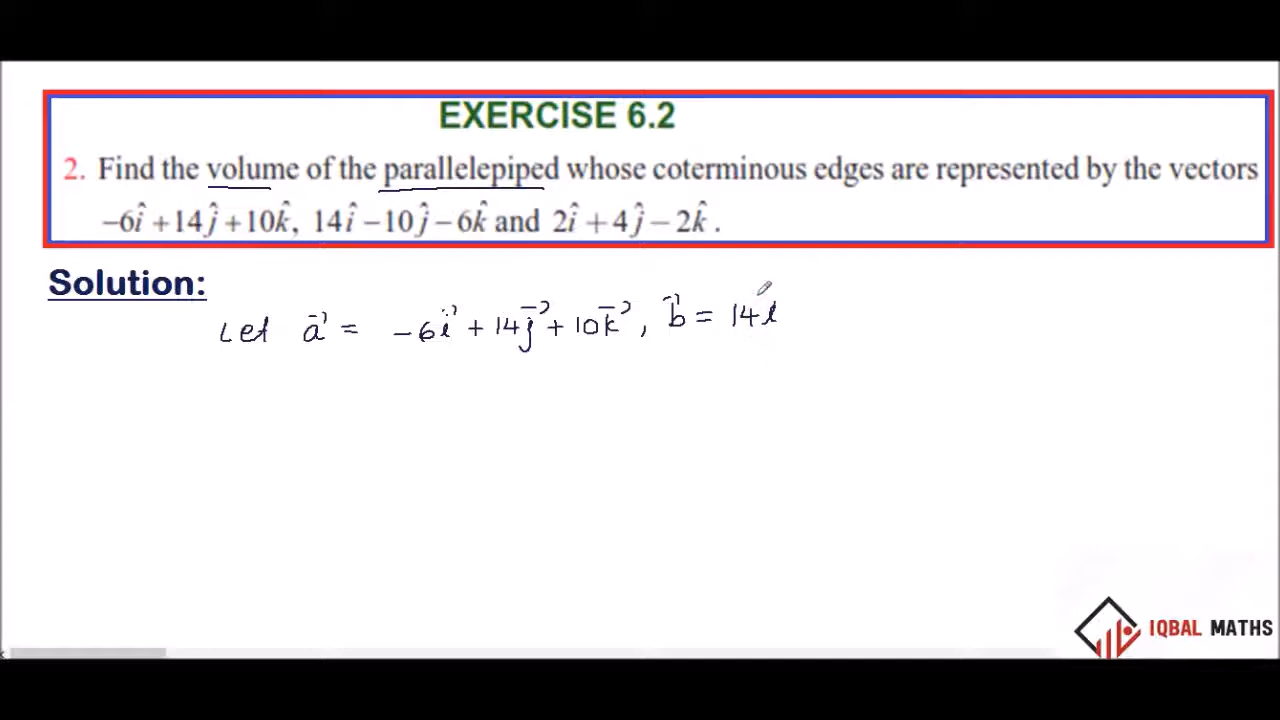 EXERCISE 6.2
2. Find the volume of the parallelepiped whose coterminous edges are represented by the vectors
−6î + 14ĵ + 10k̂, 14î − 10ĵ − 6k̂ and 2î + 4ĵ − 2k̂ .
Solution:
Let a⃗ = −6i⃗ + 14j⃗ + 10k⃗ , b⃗ = 14i
IQBAL MATHS